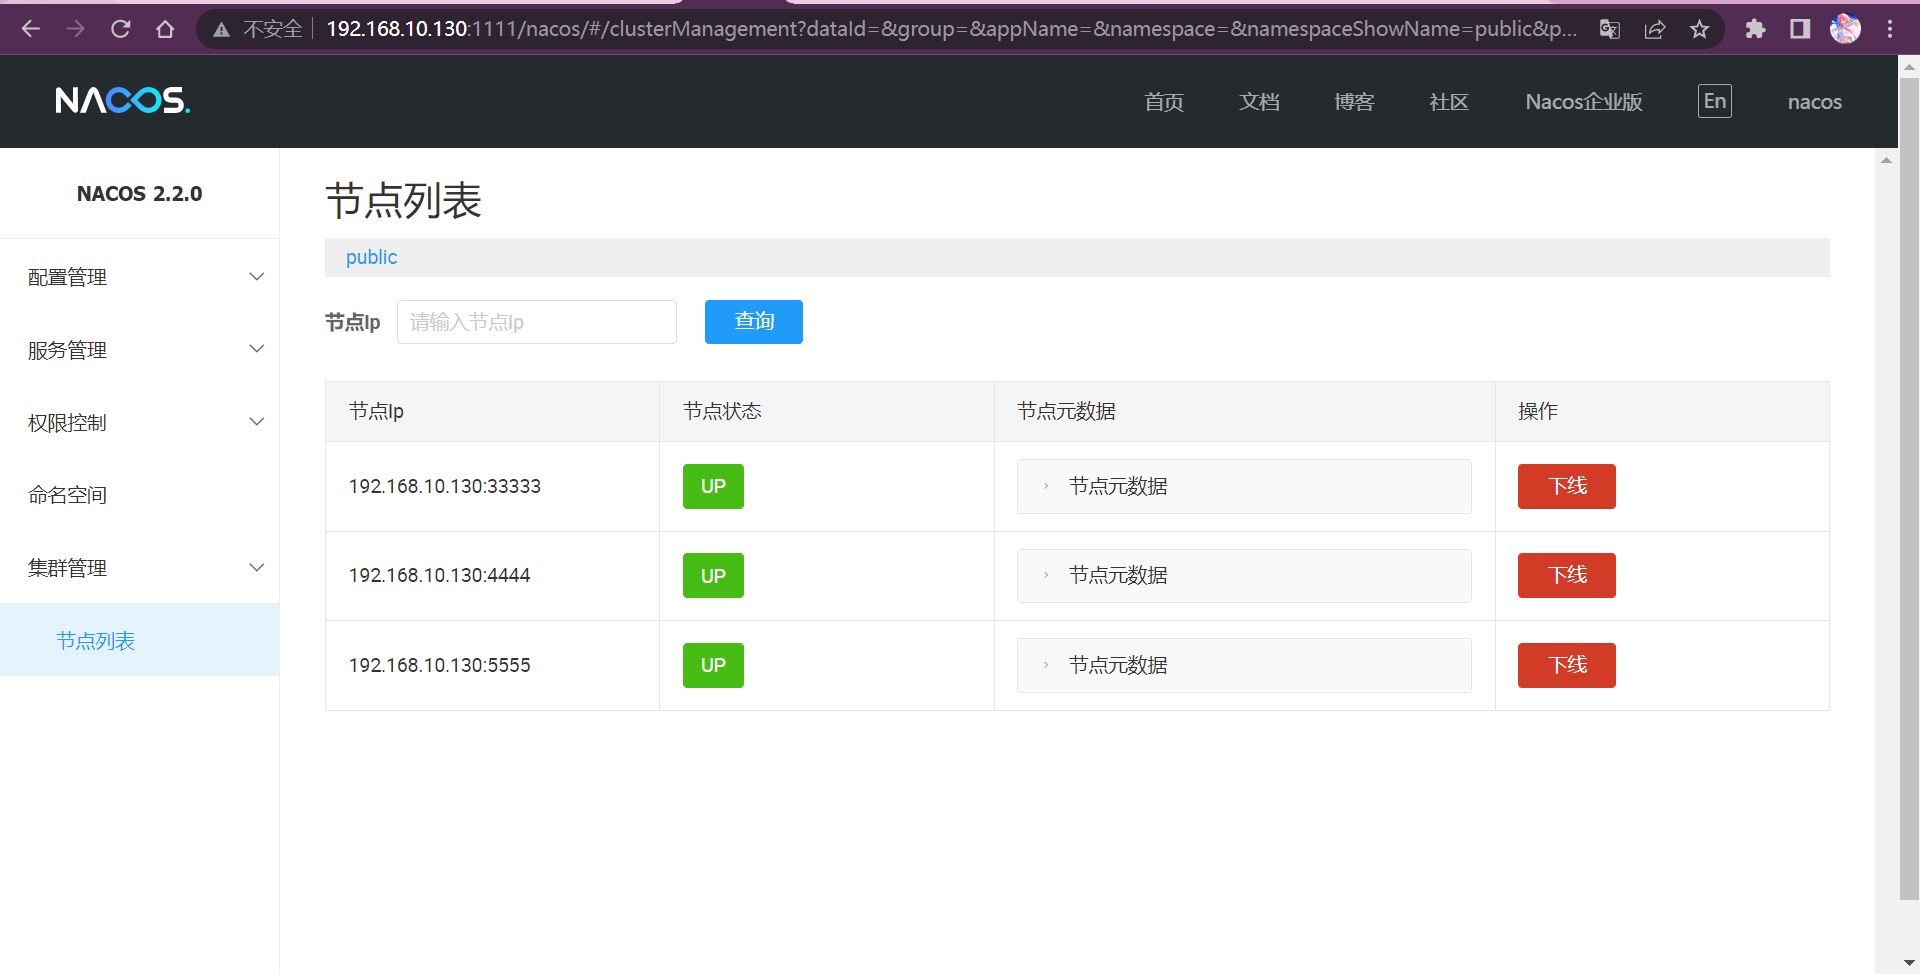 不安全 192.168.10.130:1111/nacos/#/clusterManagement?dataId=&group=&appName=&namespace=&namespaceShowName=public&p...
NACOS. 首页 文档 博客 社区 Nacos企业版 En nacos
NACOS 2.2.0
配置管理
服务管理
权限控制
命名空间
集群管理
节点列表
节点列表
public
节点Ip 请输入节点Ip 查询
节点Ip 节点状态 节点元数据 操作
192.168.10.130:33333 UP 节点元数据 下线
192.168.10.130:4444 UP 节点元数据 下线
192.168.10.130:5555 UP 节点元数据 下线